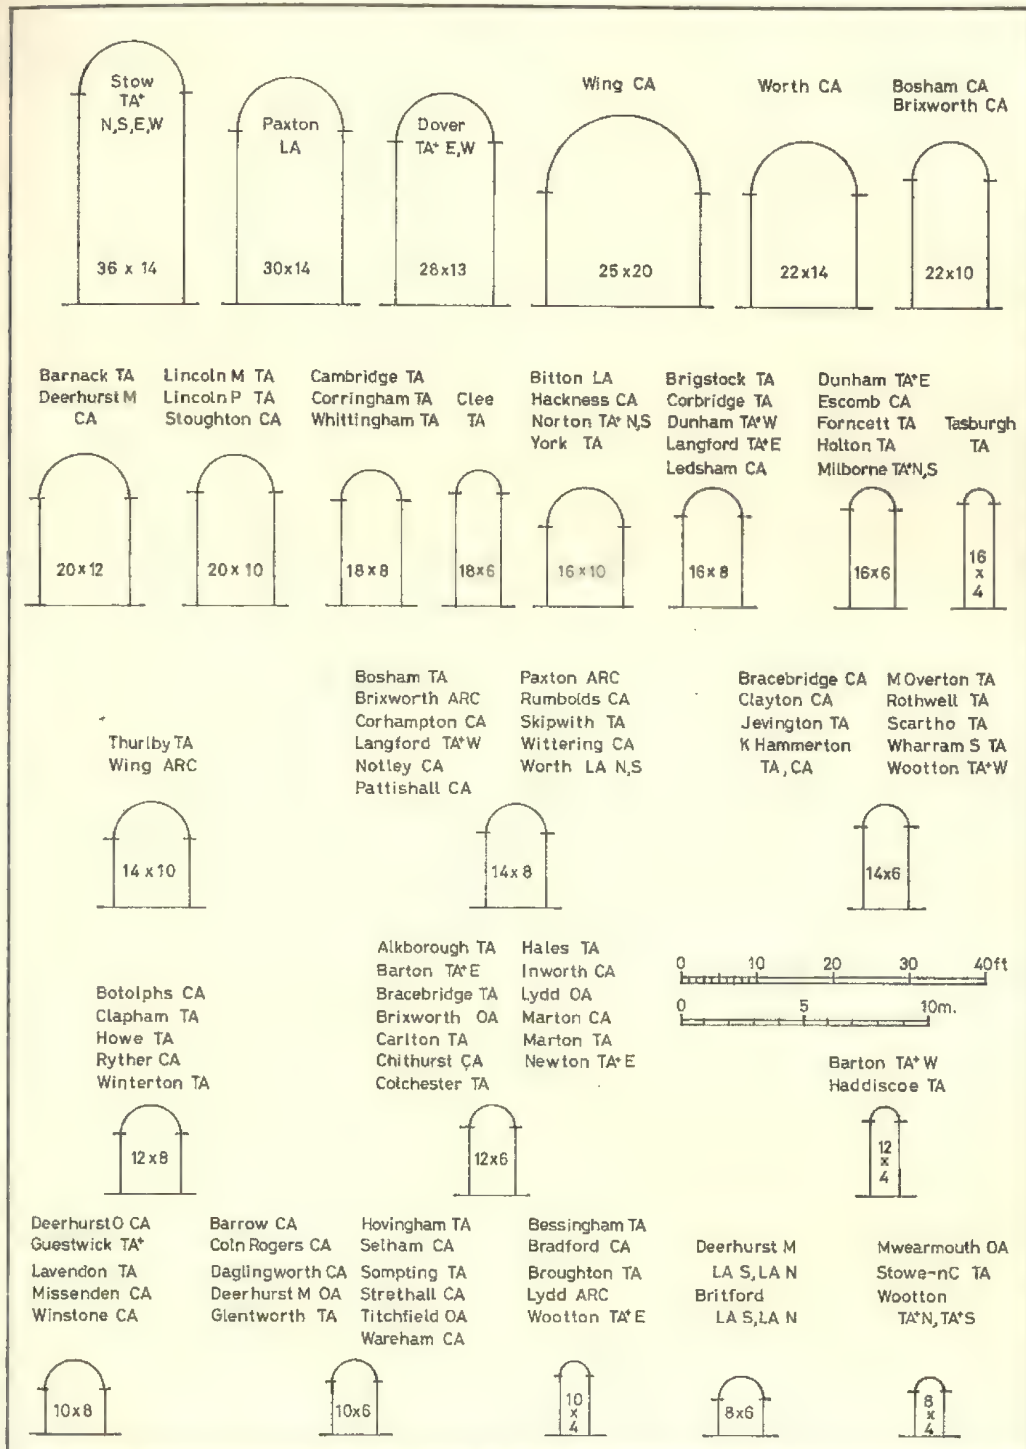 Stow
TA⁺
N,S,E,W
36 x 14
Paxton
LA
30x14
Dover
TA⁺ E,W
28x13
Wing CA
25x20
Worth CA
22x14
Bosham CA
Brixworth CA
22x10
Barnack TA
Deerhurst M
CA
20x12
Lincoln M TA
Lincoln P TA
Stoughton CA
20x10
Cambridge TA
Corringham TA
Whittingham TA
18x8
Clee
TA
18x6
Bitton LA
Hackness CA
Norton TA⁺ N,S
York TA
16x10
Brigstock TA
Corbridge TA
Dunham TA⁺W
Langford TA⁺E
Ledsham CA
16x8
Dunham TA⁺E
Escomb CA
Forncett TA
Holton TA
Milborne TA⁺N,S
16x6
Tasburgh
TA
16
x
4
Thurlby TA
Wing ARC
14x10
Bosham TA
Brixworth ARC
Corhampton CA
Langford TA⁺W
Notley CA
Pattishall CA
Paxton ARC
Rumbolds CA
Skipwith TA
Wittering CA
Worth LA N,S
14x8
Bracebridge CA
Clayton CA
Jevington TA
K Hammerton
TA, CA
M Overton TA
Rothwell TA
Scartho TA
Wharram S TA
Wootton TA⁺W
14x6
Botolphs CA
Clapham TA
Howe TA
Ryther CA
Winterton TA
12x8
Alkborough TA
Barton TA⁺E
Bracebridge TA
Brixworth OA
Carlton TA
Chithurst CA
Colchester TA
Hales TA
Inworth CA
Lydd OA
Marton CA
Marton TA
Newton TA⁺E
12x6
0 10 20 30 40ft
0 5 10m.
Barton TA⁺ W
Haddiscoe TA
12
x
4
Deerhurst O CA
Guestwick TA⁺
Lavendon TA
Missenden CA
Winstone CA
10x8
Barrow CA
Coln Rogers CA
Daglingworth CA
Deerhurst M OA
Glentworth TA
Hovingham TA
Selham CA
Sompting TA
Strethall CA
Titchfield OA
Wareham CA
10x6
Bessingham TA
Bradford CA
Broughton TA
Lydd ARC
Wootton TA⁺E
10
x
4
Deerhurst M
LA S, LA N
Britford
LA S, LA N
8x6
Mwearmouth OA
Stowe-nC TA
Wootton
TA⁺N, TA⁺S
8
x
4